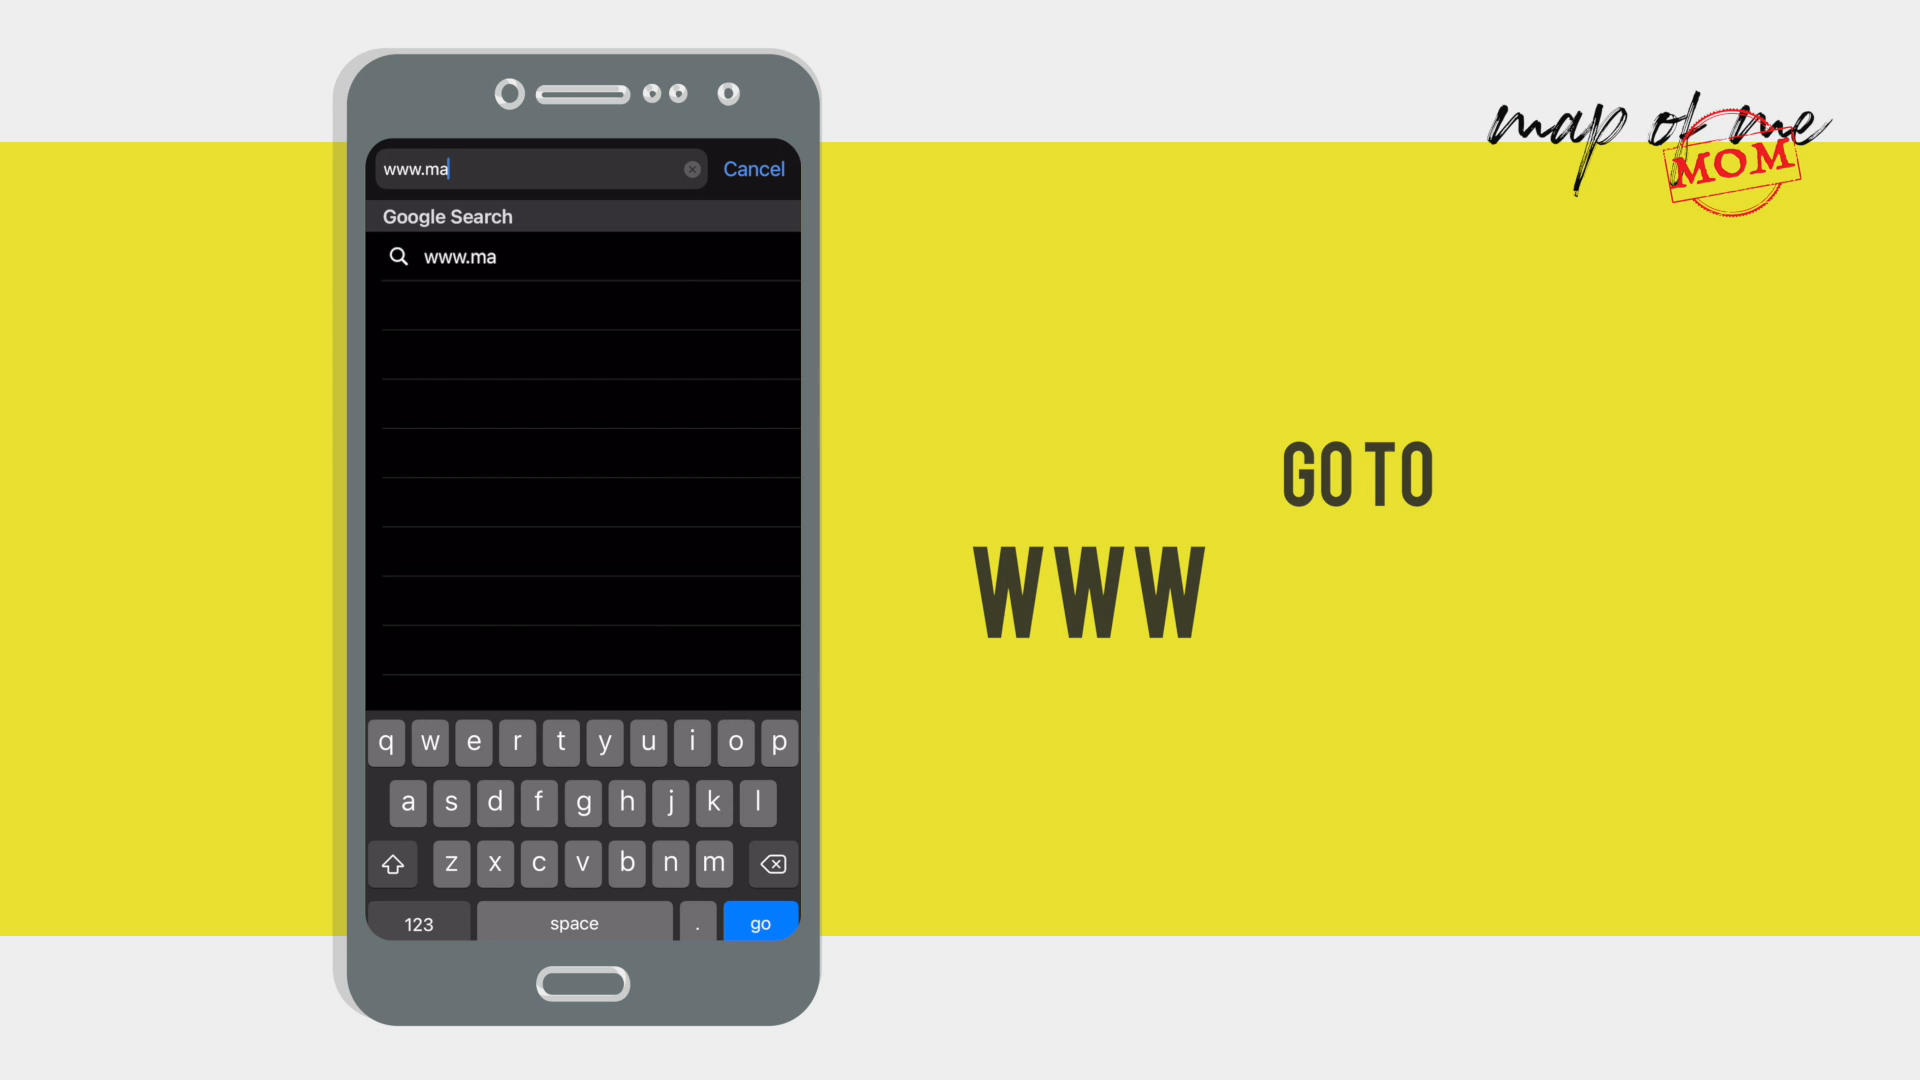 map of me
MOM
www.ma
Cancel
Google Search
www.ma
GO TO
WWW
q w e r t y u i o p
a s d f g h j k l
z x c v b n m
123 space . go